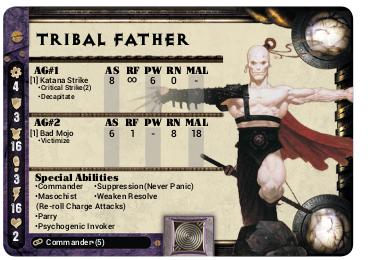 TRIBAL FATHER
AG#1 AS RF PW RN MAL
[1] Katana Strike 8 ∞ 6 0 -
•Critical Strike(2)
•Decapitate
AG#2 AS RF PW RN MAL
[1] Bad Mojo 6 1 - 8 18
•Victimize
4
3
16
3
16
2
Special Abilities
•Commander •Suppression(Never Panic)
•Masochist •Weaken Resolve
(Re-roll Charge Attacks)
•Parry
•Psychogenic Invoker
Commander(5)